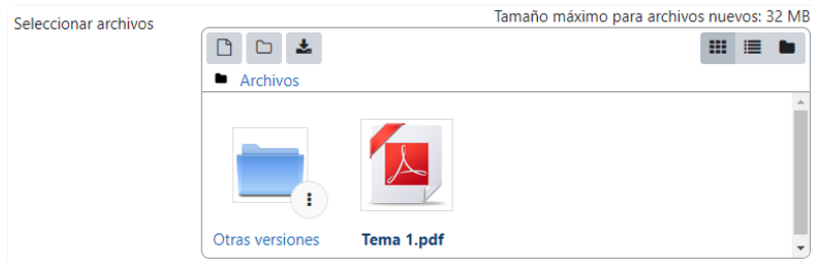 Seleccionar archivos
Tamaño máximo para archivos nuevos: 32 MB
Archivos
Otras versiones
Tema 1.pdf